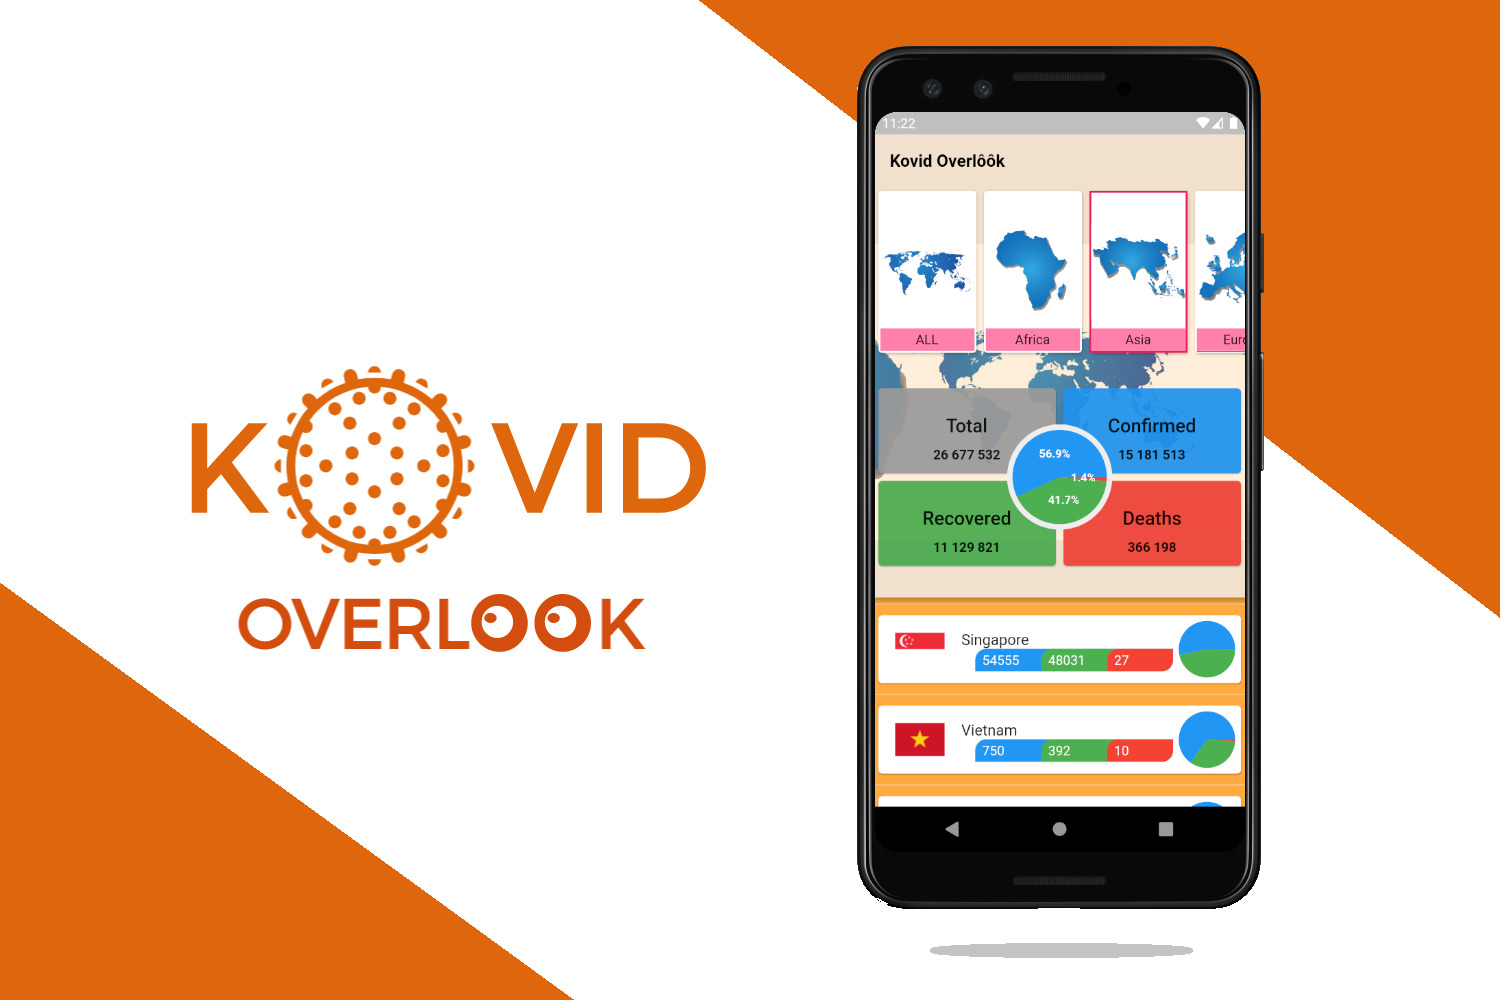 KOVID
OVERLOOK
11:22
Kovid Overlôôk
ALL
Africa
Asia
Euro
Total
26 677 532
Confirmed
15 181 513
56.9%
1.4%
41.7%
Recovered
11 129 821
Deaths
366 198
Singapore
54555 48031 27
Vietnam
750 392 10